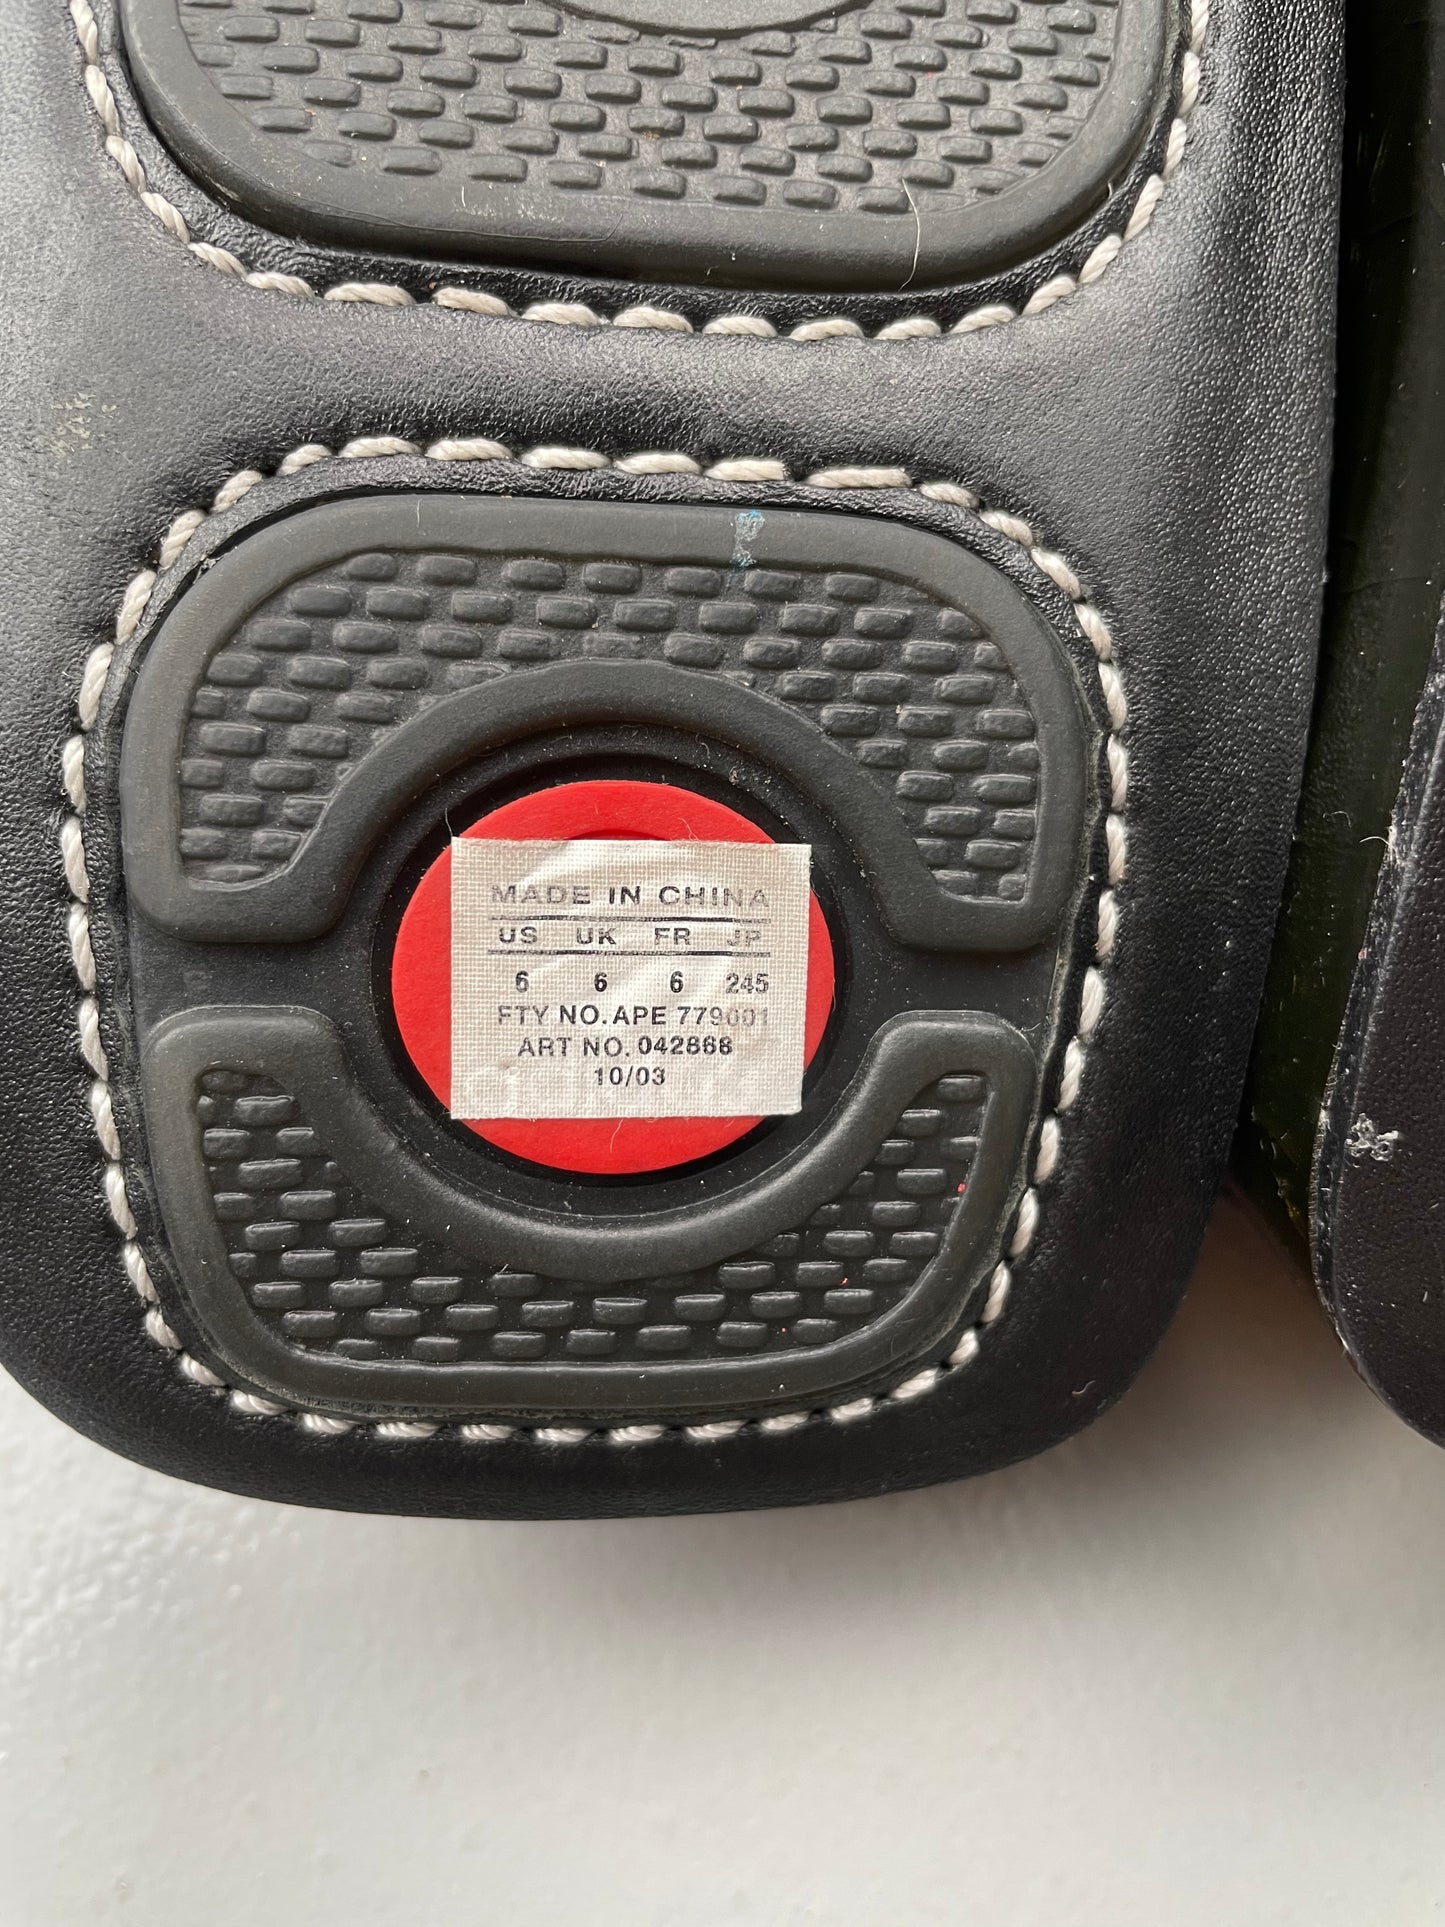 MADE IN CHINA
US UK FR JP
6 6 6 245
FTY NO. APE 779001
ART NO. 042868
10/03